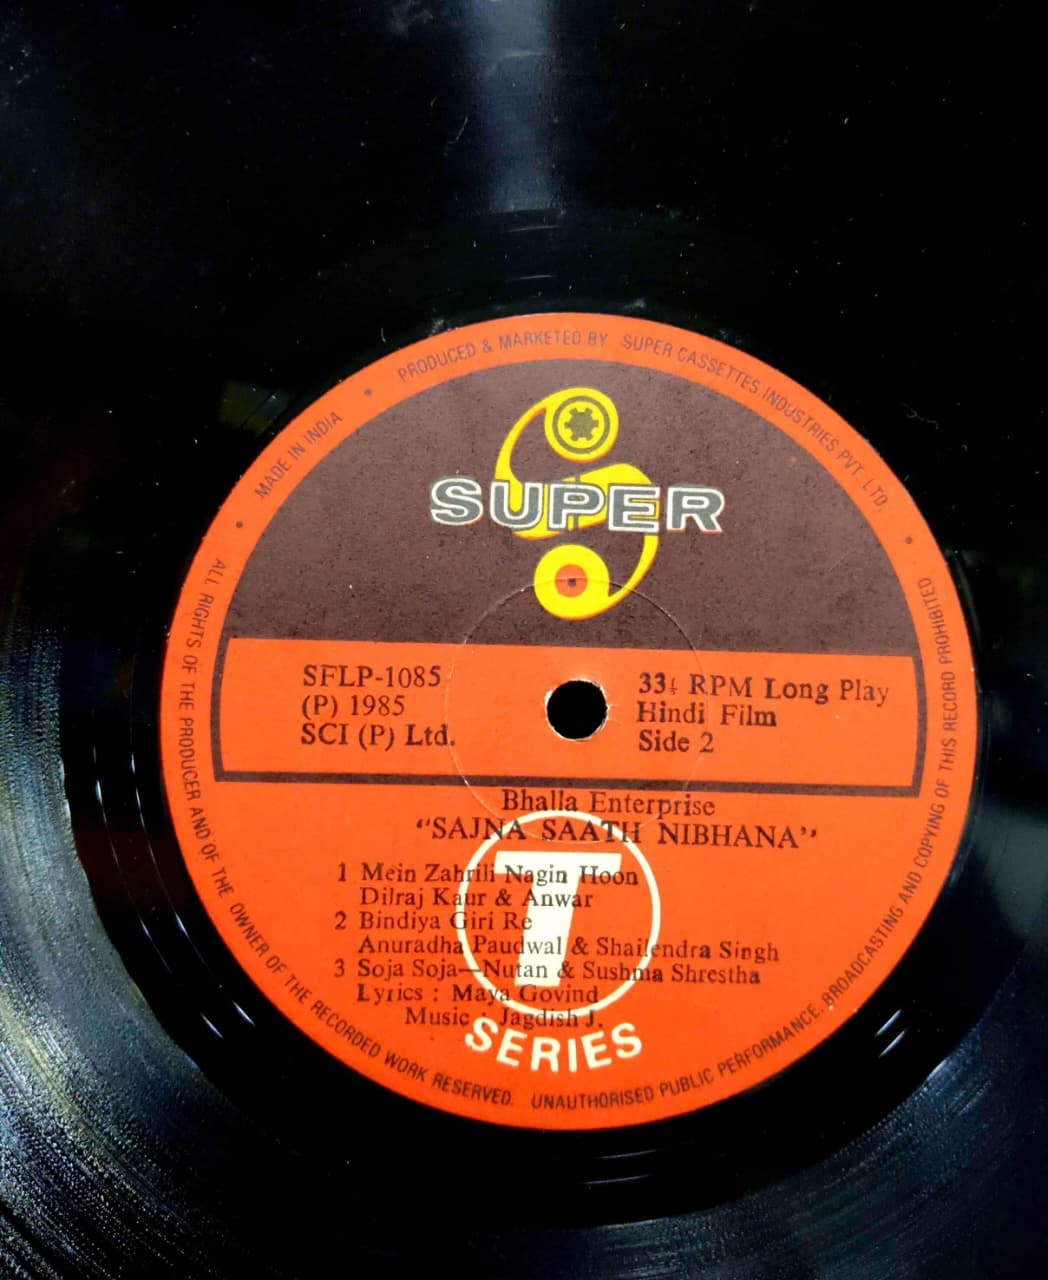 MADE IN INDIA • PRODUCED & MARKETED BY SUPER CASSETTES INDUSTRIES PVT. LTD. •
SUPER
SFLP-1085
(P) 1985
SCI (P) Ltd.
33⅓ RPM Long Play
Hindi Film
Side 2
Bhalla Enterprise
“SAJNA SAATH NIBHANA”
1 Mein Zahrili Nagin Hoon
Dilraj Kaur & Anwar
2 Bindiya Giri Re
Anuradha Paudwal & Shailendra Singh
3 Soja Soja—Nutan & Sushma Shrestha
Lyrics : Maya Govind
Music : Jagdish J.
T
SERIES
ALL RIGHTS OF THE PRODUCER AND OF THE OWNER OF THE RECORDED WORK RESERVED. UNAUTHORISED PUBLIC PERFORMANCE. BROADCASTING AND COPYING OF THIS RECORD PROHIBITED